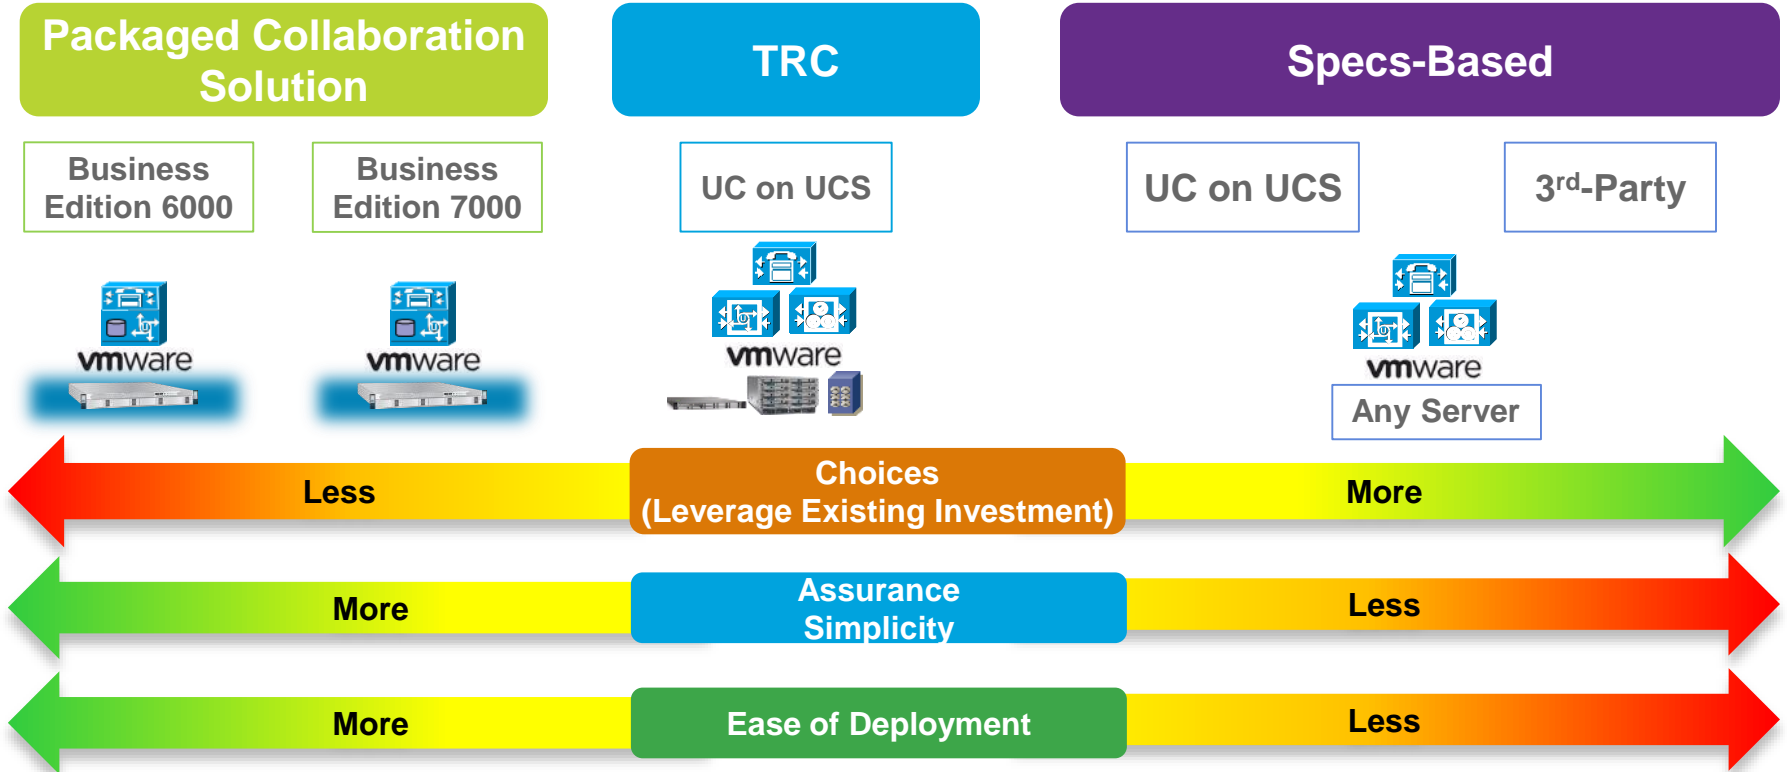 Packaged Collaboration
Solution
TRC
Specs-Based
Business
Edition 6000
Business
Edition 7000
UC on UCS
UC on UCS
3rd-Party
vmware
vmware
vmware
vmware
Any Server
Less
Choices
(Leverage Existing Investment)
More
More
Assurance
Simplicity
Less
More
Ease of Deployment
Less